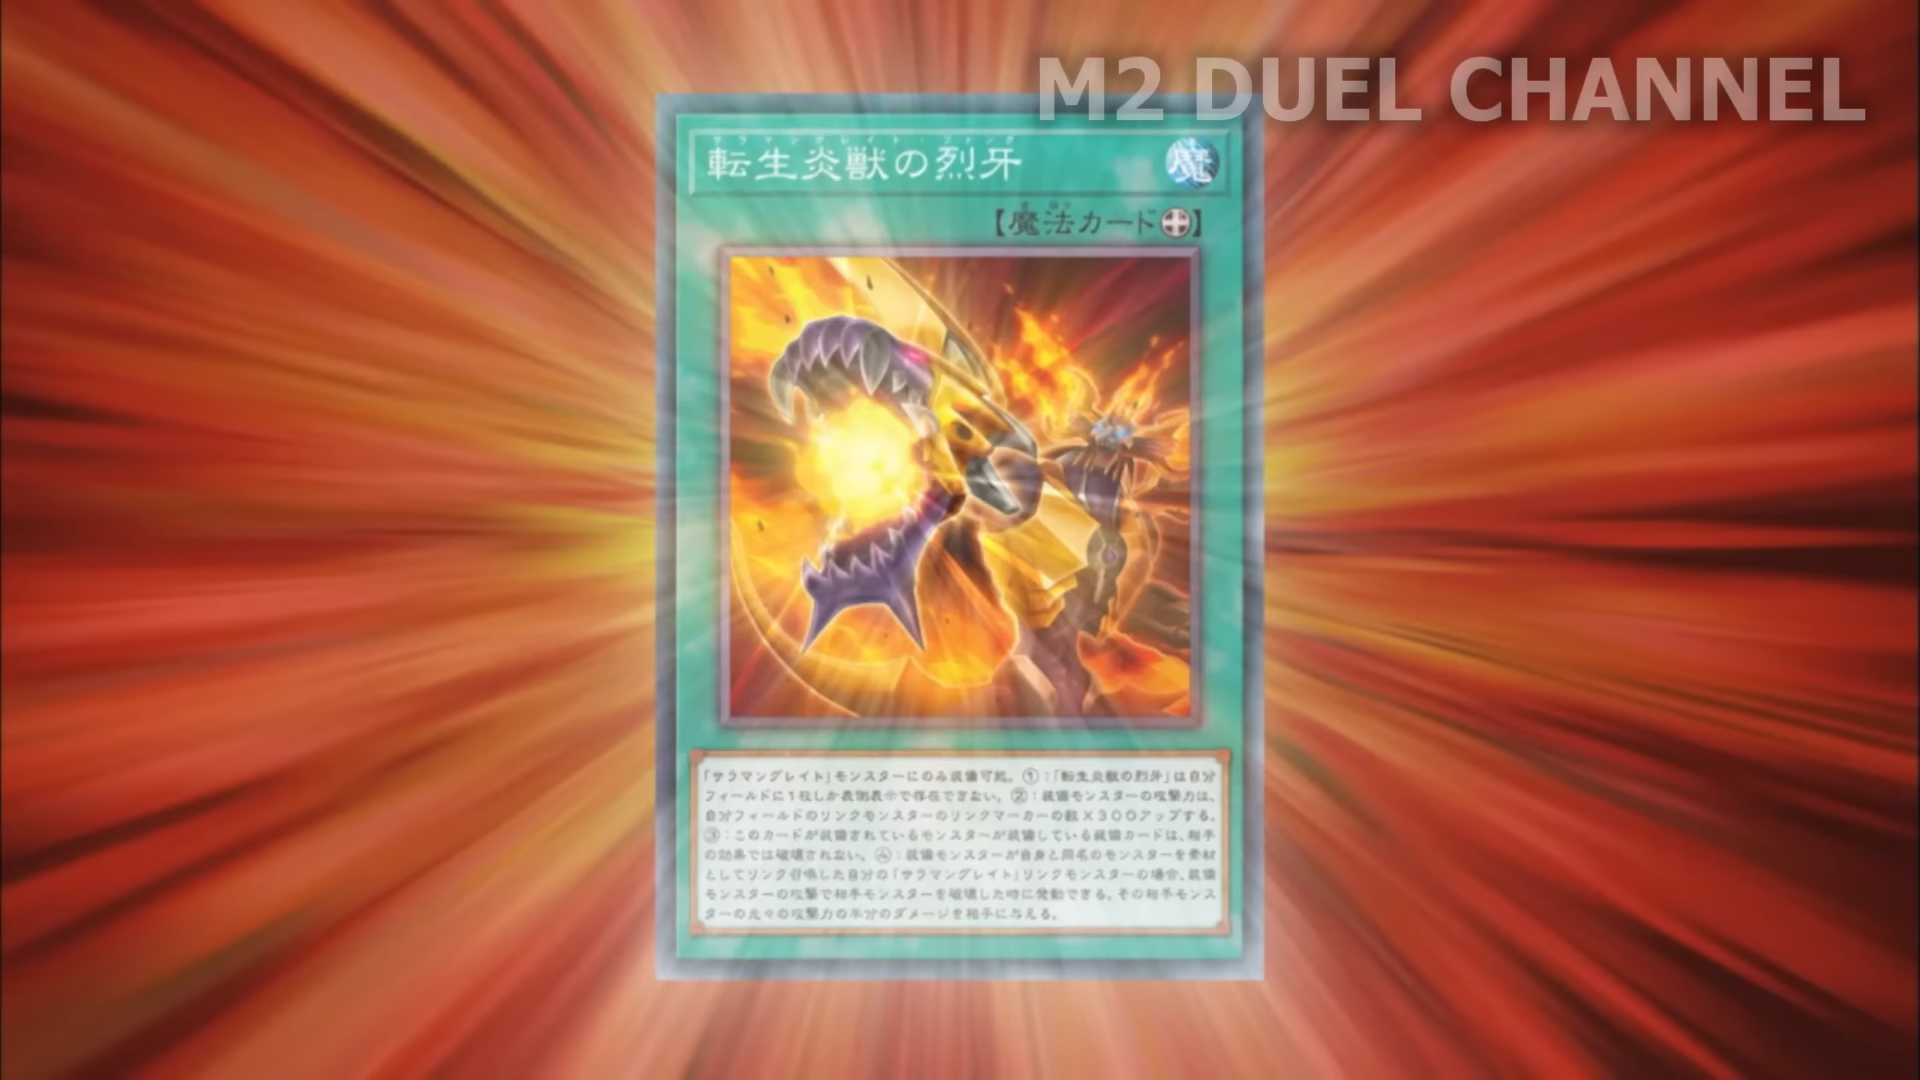 M2 DUEL CHANNEL
サラマングレイト・ファング
転生炎獣の烈牙
魔
【魔法カード】
「サラマングレイト」モンスターにのみ装備可能。①：「転生炎獣の烈牙」は自分
フィールドに1枚しか表側表示で存在できない。②：装備モンスターの攻撃力は、
自分フィールドのリンクモンスターのリンクマーカーの数×300アップする。
③：このカードが装備されているモンスターが装備している装備カードは、相手
の効果では破壊されない。④：装備モンスターが自身と同名のモンスターを素材
としてリンク召喚した自分の「サラマングレイト」リンクモンスターの場合、装備
モンスターの攻撃で相手モンスターを破壊した時に発動できる。その相手モンス
ターの元々の攻撃力の半分のダメージを相手に与える。